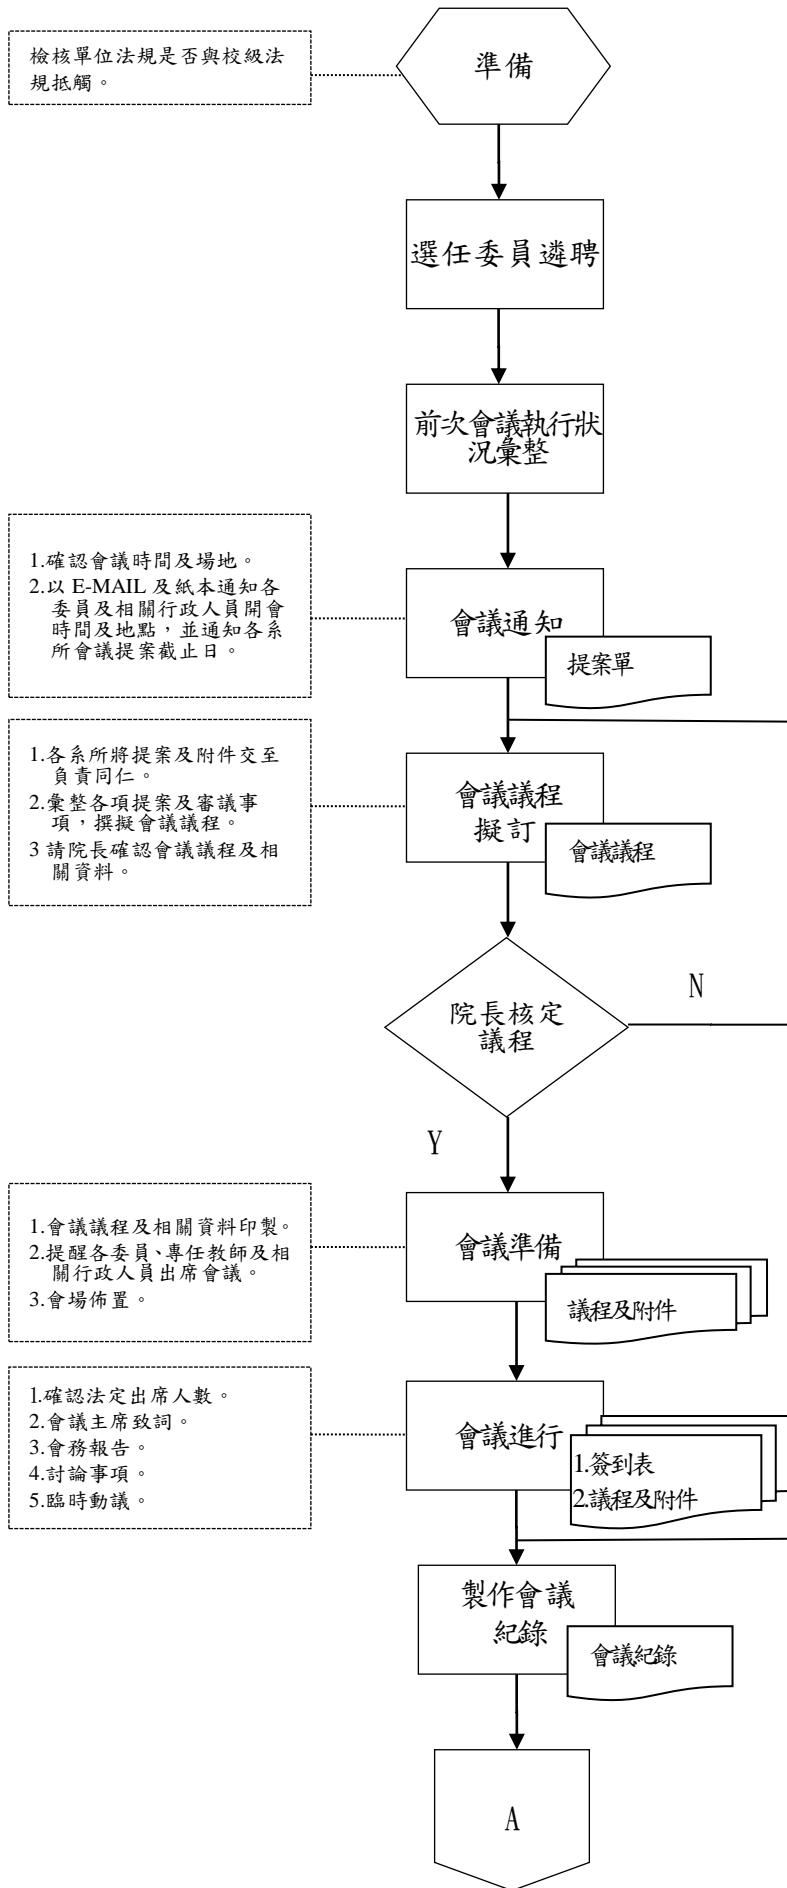 檢核單位法規是否與校級法
規抵觸。
準備
選任委員遴聘
前次會議執行狀
況彙整
1.確認會議時間及場地。
2.以 E-MAIL 及紙本通知各
委員及相關行政人員開會
時間及地點，並通知各系
所會議提案截止日。
會議通知
提案單
1.各系所將提案及附件交至
負責同仁。
2.彙整各項提案及審議事
項，撰擬會議議程。
3 請院長確認會議議程及相
關資料。
會議議程
擬訂
會議議程
院長核定
議程
N
Y
1.會議議程及相關資料印製。
2.提醒各委員、專任教師及相
關行政人員出席會議。
3.會場佈置。
會議準備
議程及附件
1.確認法定出席人數。
2.會議主席致詞。
3.會務報告。
4.討論事項。
5.臨時動議。
會議進行
1.簽到表
2.議程及附件
製作會議
紀錄
會議紀錄
A